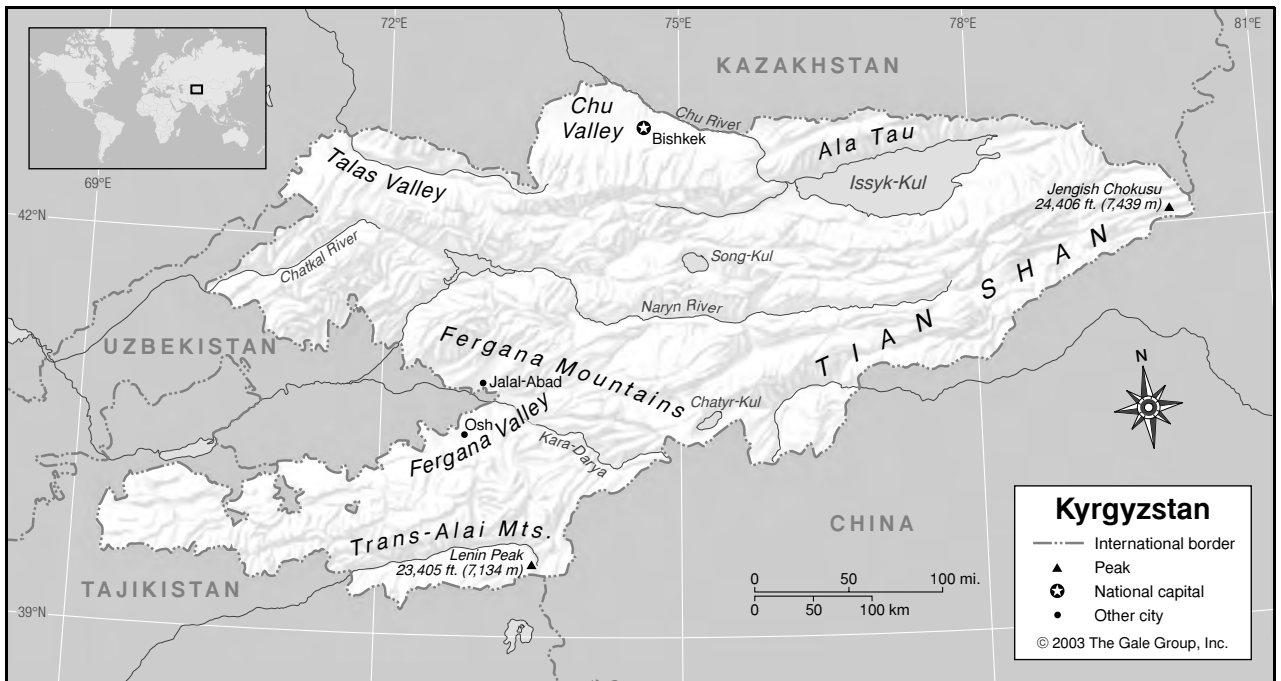 72°E
75°E
78°E
81°E
KAZAKHSTAN
Chu
Valley
Chu River
Bishkek
Ala Tau
Talas Valley
Issyk-Kul
69°E
Jengish Chokusu
24,406 ft. (7,439 m)
42°N
Chatkal River
Song-Kul
TIAN SHAN
Naryn River
UZBEKISTAN
Fergana Mountains
N
Jalal-Abad
Chatyr-Kul
Osh
Fergana Valley
Kara-Darya
CHINA
Trans-Alai Mts.
Lenin Peak
23,405 ft. (7,134 m)
TAJIKISTAN
39°N
0 50 100 mi.
0 50 100 km
Kyrgyzstan
International border
Peak
National capital
Other city
© 2003 The Gale Group, Inc.